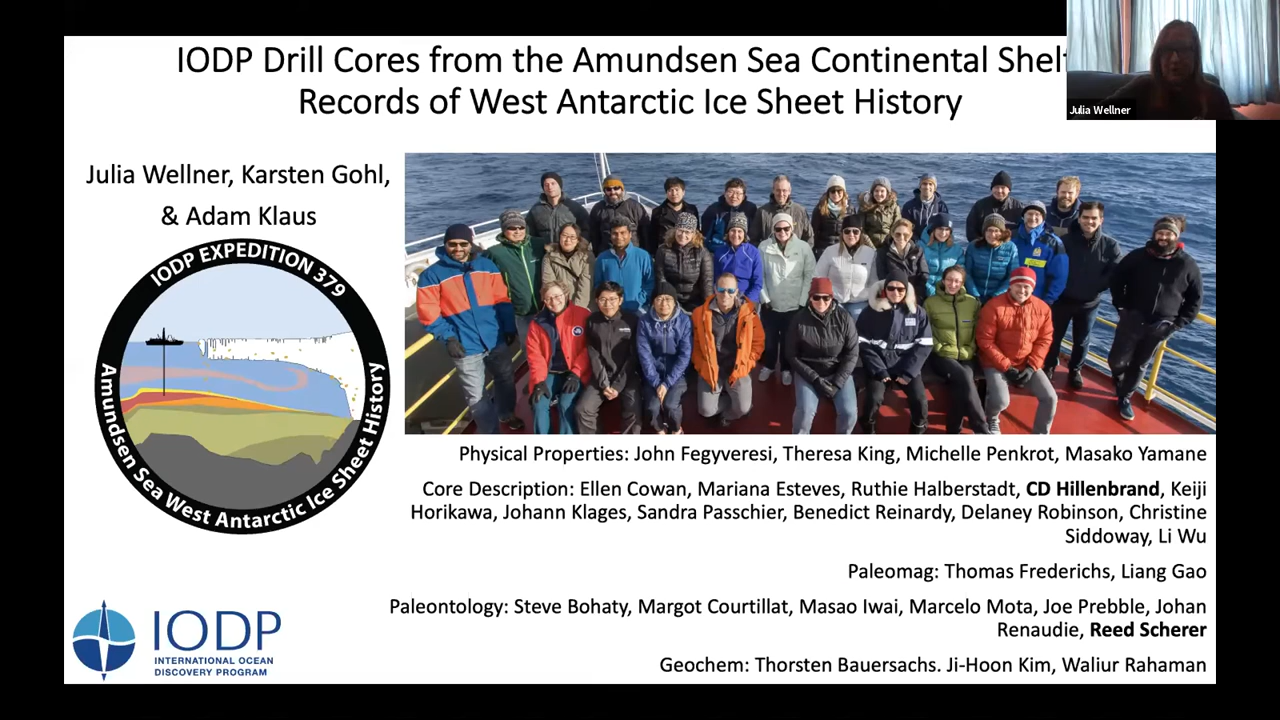 IODP Drill Cores from the Amundsen Sea Continental Shelf
Records of West Antarctic Ice Sheet History
Julia Wellner
Julia Wellner, Karsten Gohl,
& Adam Klaus
IODP EXPEDITION 379
Amundsen Sea West Antarctic Ice Sheet History
Physical Properties: John Fegyveresi, Theresa King, Michelle Penkrot, Masako Yamane
Core Description: Ellen Cowan, Mariana Esteves, Ruthie Halberstadt, CD Hillenbrand, Keiji
Horikawa, Johann Klages, Sandra Passchier, Benedict Reinardy, Delaney Robinson, Christine
Siddoway, Li Wu
Paleomag: Thomas Frederichs, Liang Gao
Paleontology: Steve Bohaty, Margot Courtillat, Masao Iwai, Marcelo Mota, Joe Prebble, Johan
Renaudie, Reed Scherer
Geochem: Thorsten Bauersachs. Ji-Hoon Kim, Waliur Rahaman
IODP
INTERNATIONAL OCEAN
DISCOVERY PROGRAM